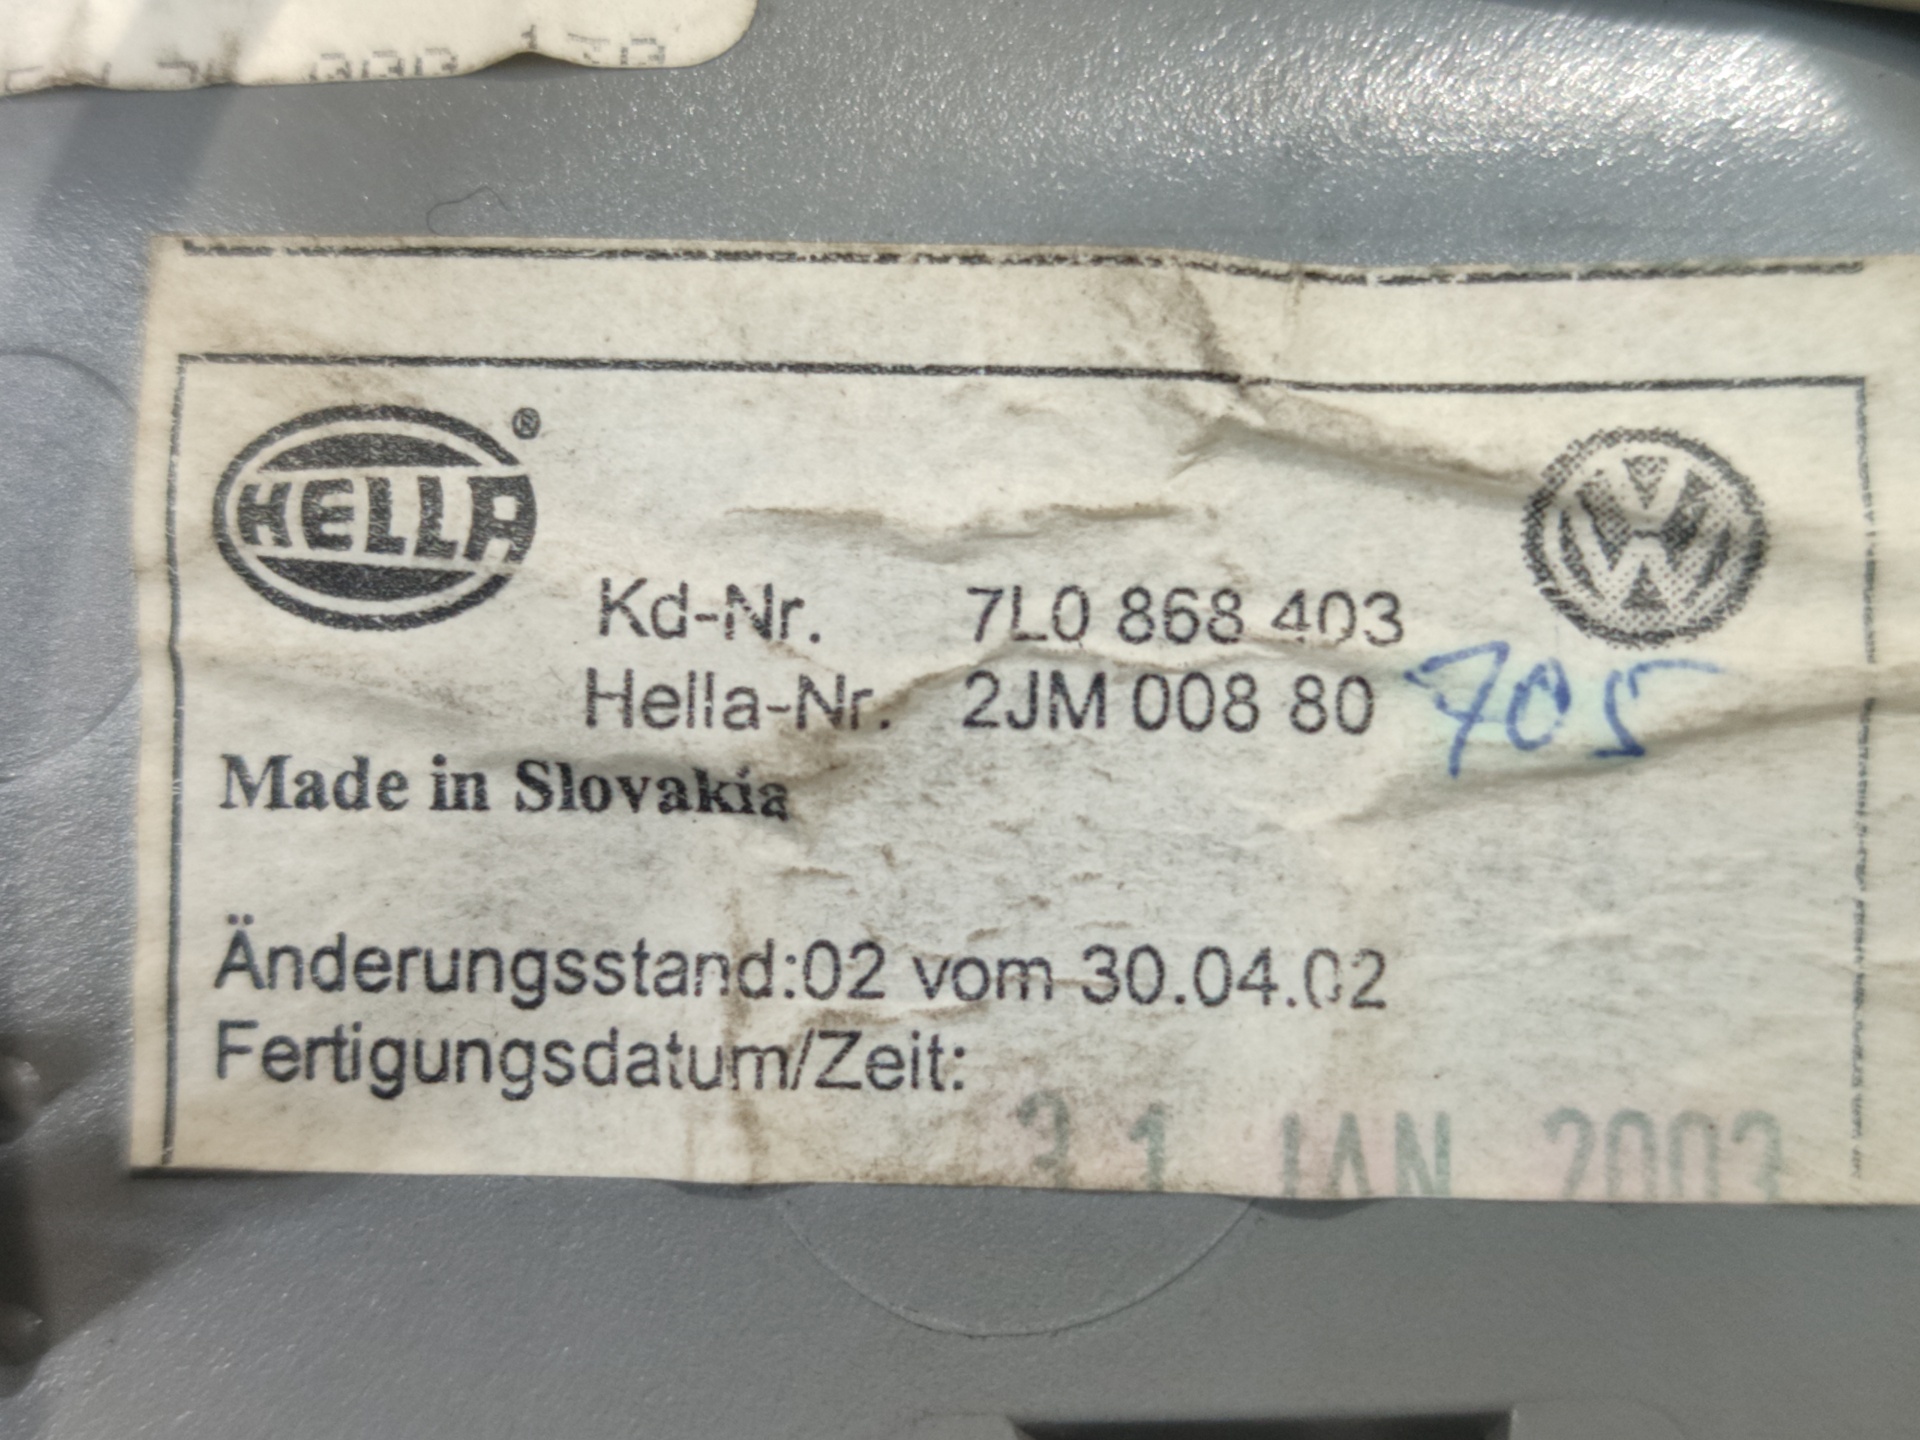 HELLA ®
Kd-Nr. 7L0 868 403
Hella-Nr. 2JM 008 80 705
Made in Slovakia
Änderungsstand:02 vom 30.04.02
Fertigungsdatum/Zeit:
31 JAN 2003